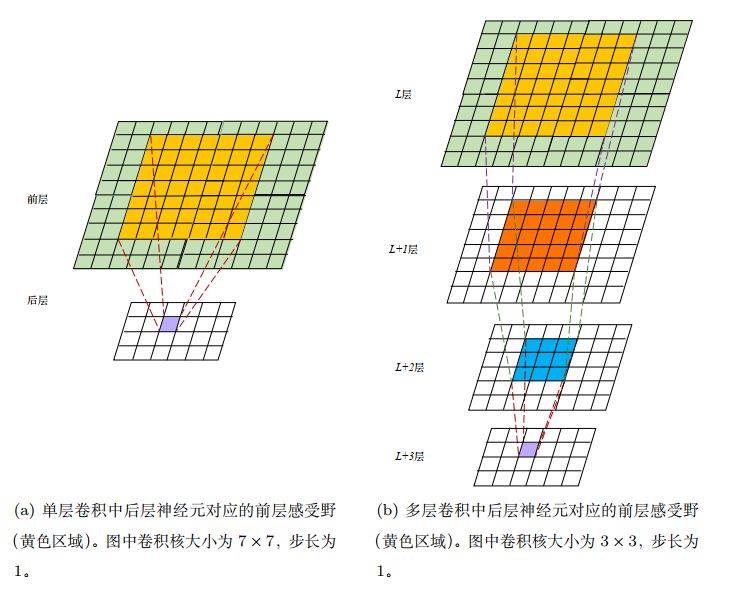 前层
后层
(a) 单层卷积中后层神经元对应的前层感受野
(黄色区域)。图中卷积核大小为 7 × 7, 步长为
1。
L层
L+1层
L+2层
L+3层
(b) 多层卷积中后层神经元对应的前层感受野
(黄色区域)。图中卷积核大小为 3 × 3, 步长为
1。